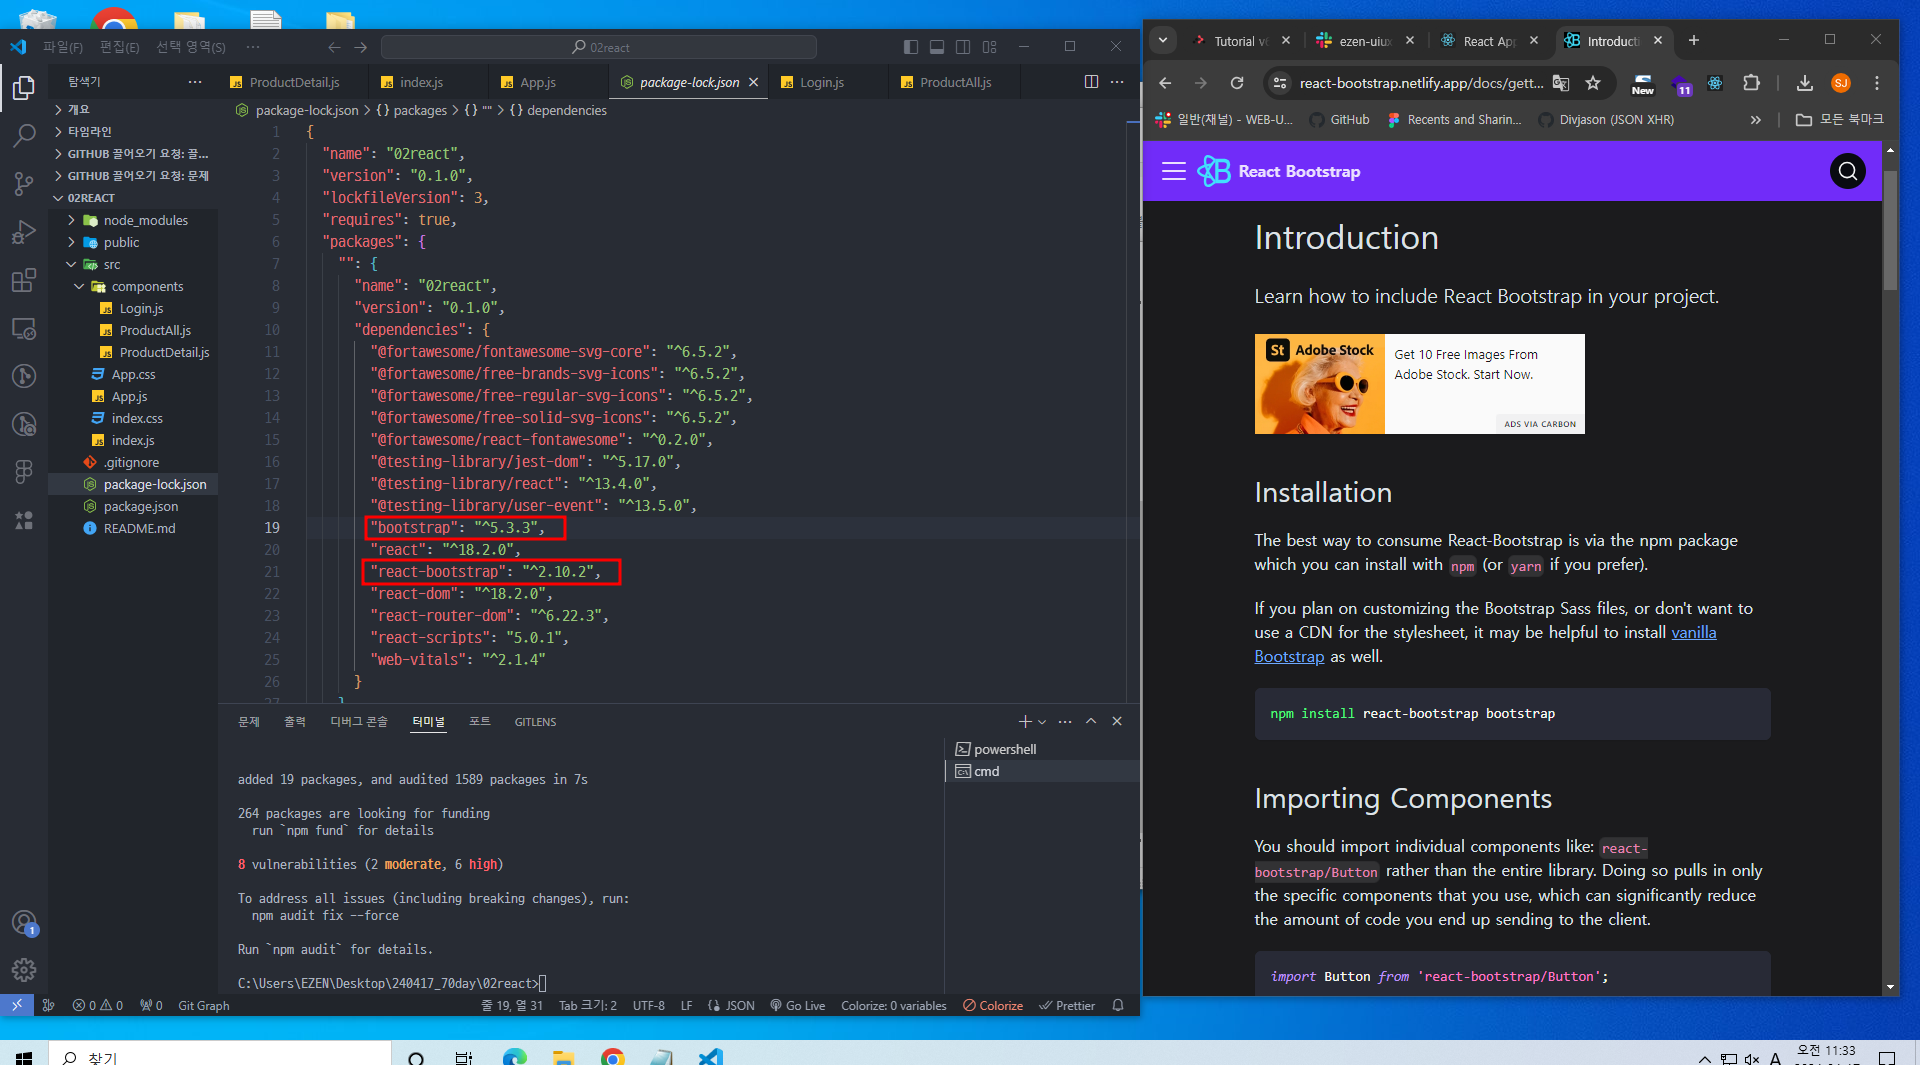 파일(F) 편집(E) 선택 영역(S) ··· 02react
탐색기 ···
개요
타임라인
GITHUB 끌어오기 요청: 끌...
GITHUB 끌어오기 요청: 문제
02REACT
node_modules
public
src
components
Login.js
ProductAll.js
ProductDetail.js
App.css
App.js
index.css
index.js
.gitignore
package-lock.json
package.json
README.md
1
ProductDetail.js index.js App.js package-lock.json Login.js ProductAll.js ···
package-lock.json > {} packages > {} "" > {} dependencies
1 {
2 "name": "02react",
3 "version": "0.1.0",
4 "lockfileVersion": 3,
5 "requires": true,
6 "packages": {
7 "": {
8 "name": "02react",
9 "version": "0.1.0",
10 "dependencies": {
11 "@fortawesome/fontawesome-svg-core": "^6.5.2",
12 "@fortawesome/free-brands-svg-icons": "^6.5.2",
13 "@fortawesome/free-regular-svg-icons": "^6.5.2",
14 "@fortawesome/free-solid-svg-icons": "^6.5.2",
15 "@fortawesome/react-fontawesome": "^0.2.0",
16 "@testing-library/jest-dom": "^5.17.0",
17 "@testing-library/react": "^13.4.0",
18 "@testing-library/user-event": "^13.5.0",
19 "bootstrap": "^5.3.3",
20 "react": "^18.2.0",
21 "react-bootstrap": "^2.10.2",
22 "react-dom": "^18.2.0",
23 "react-router-dom": "^6.22.3",
24 "react-scripts": "5.0.1",
25 "web-vitals": "^2.1.4"
26 }
문제 출력 디버그 콘솔 터미널 포트 GITLENS
powershell
cmd
added 19 packages, and audited 1589 packages in 7s
264 packages are looking for funding
run `npm fund` for details
8 vulnerabilities (2 moderate, 6 high)
To address all issues (including breaking changes), run:
npm audit fix --force
Run `npm audit` for details.
C:\Users\EZEN\Desktop\240417_70day\02react>
0 0 0 Git Graph 줄 19, 열 31 Tab 크기: 2 UTF-8 LF {} JSON Go Live Colorize: 0 variables Colorize Prettier
Tutorial ezen-uiux React App Introducti
react-bootstrap.netlify.app/docs/gett... New 11 SJ
일반(채널) - WEB-U... GitHub Recents and Sharin... Divjason (JSON XHR) » 모든 북마크
React Bootstrap
Introduction
Learn how to include React Bootstrap in your project.
St Adobe Stock
Get 10 Free Images From
Adobe Stock. Start Now.
ADS VIA CARBON
Installation
The best way to consume React-Bootstrap is via the npm package
which you can install with npm (or yarn if you prefer).
If you plan on customizing the Bootstrap Sass files, or don't want to
use a CDN for the stylesheet, it may be helpful to install vanilla
Bootstrap as well.
npm install react-bootstrap bootstrap
Importing Components
You should import individual components like: react-
bootstrap/Button rather than the entire library. Doing so pulls in only
the specific components that you use, which can significantly reduce
the amount of code you end up sending to the client.
import Button from 'react-bootstrap/Button';
찾기
A 오전 11:33